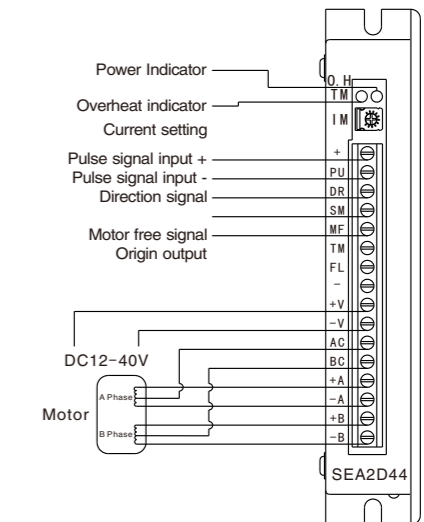 Power Indicator
O.H
TM
Overheat indicator
IM
Current setting
Pulse signal input +
+
Pulse signal input -
PU
Direction signal
DR
SM
Motor free signal
MF
Origin output
TM
FL
-
+V
-V
DC12-40V
AC
BC
+A
A Phase
-A
Motor
+B
B Phase
-B
SEA2D44